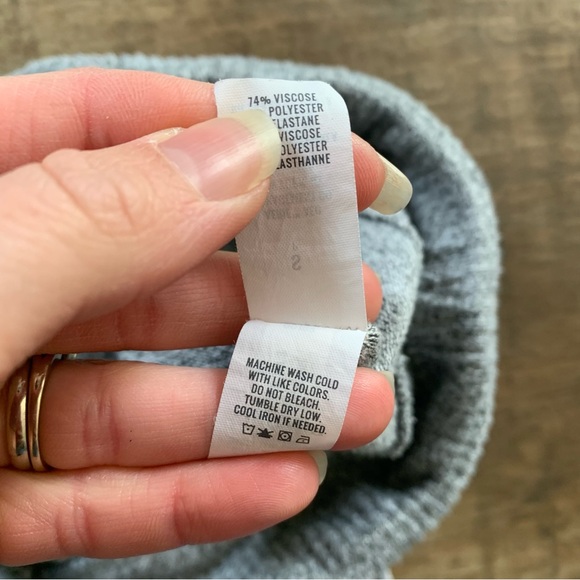 74% VISCOSE
POLYESTER
ELASTANE
VISCOSE
POLYESTER
ELASTHANNE
S
MACHINE WASH COLD
WITH LIKE COLORS.
DO NOT BLEACH.
TUMBLE DRY LOW.
COOL IRON IF NEEDED.